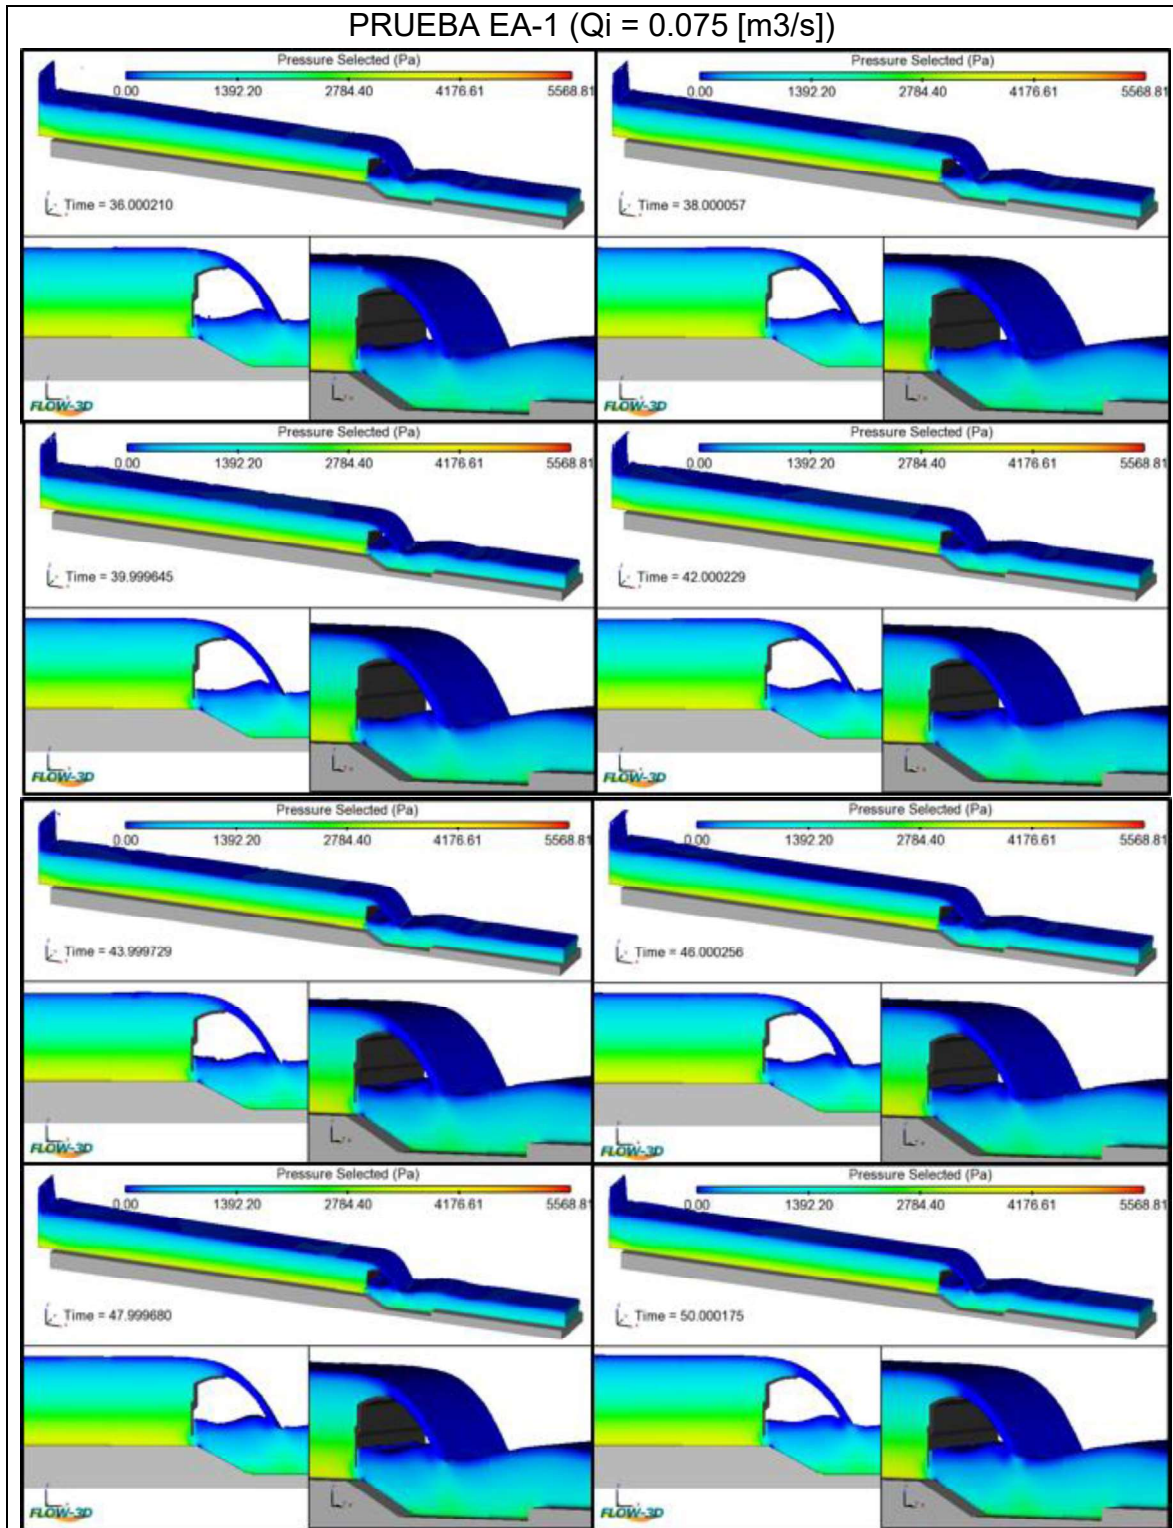 PRUEBA EA-1 (Qi = 0.075 [m3/s])
Pressure Selected (Pa)
0.00 1392.20 2784.40 4176.61 5568.81
Time = 36.000210
FLOW-3D
Pressure Selected (Pa)
0.00 1392.20 2784.40 4176.61 5568.81
Time = 38.000057
FLOW-3D
Pressure Selected (Pa)
0.00 1392.20 2784.40 4176.61 5568.81
Time = 39.999645
FLOW-3D
Pressure Selected (Pa)
0.00 1392.20 2784.40 4176.61 5568.81
Time = 42.000229
FLOW-3D
Pressure Selected (Pa)
0.00 1392.20 2784.40 4176.61 5568.81
Time = 43.999729
FLOW-3D
Pressure Selected (Pa)
0.00 1392.20 2784.40 4176.61 5568.81
Time = 46.000256
FLOW-3D
Pressure Selected (Pa)
0.00 1392.20 2784.40 4176.61 5568.81
Time = 47.999680
FLOW-3D
Pressure Selected (Pa)
0.00 1392.20 2784.40 4176.61 5568.81
Time = 50.000175
FLOW-3D